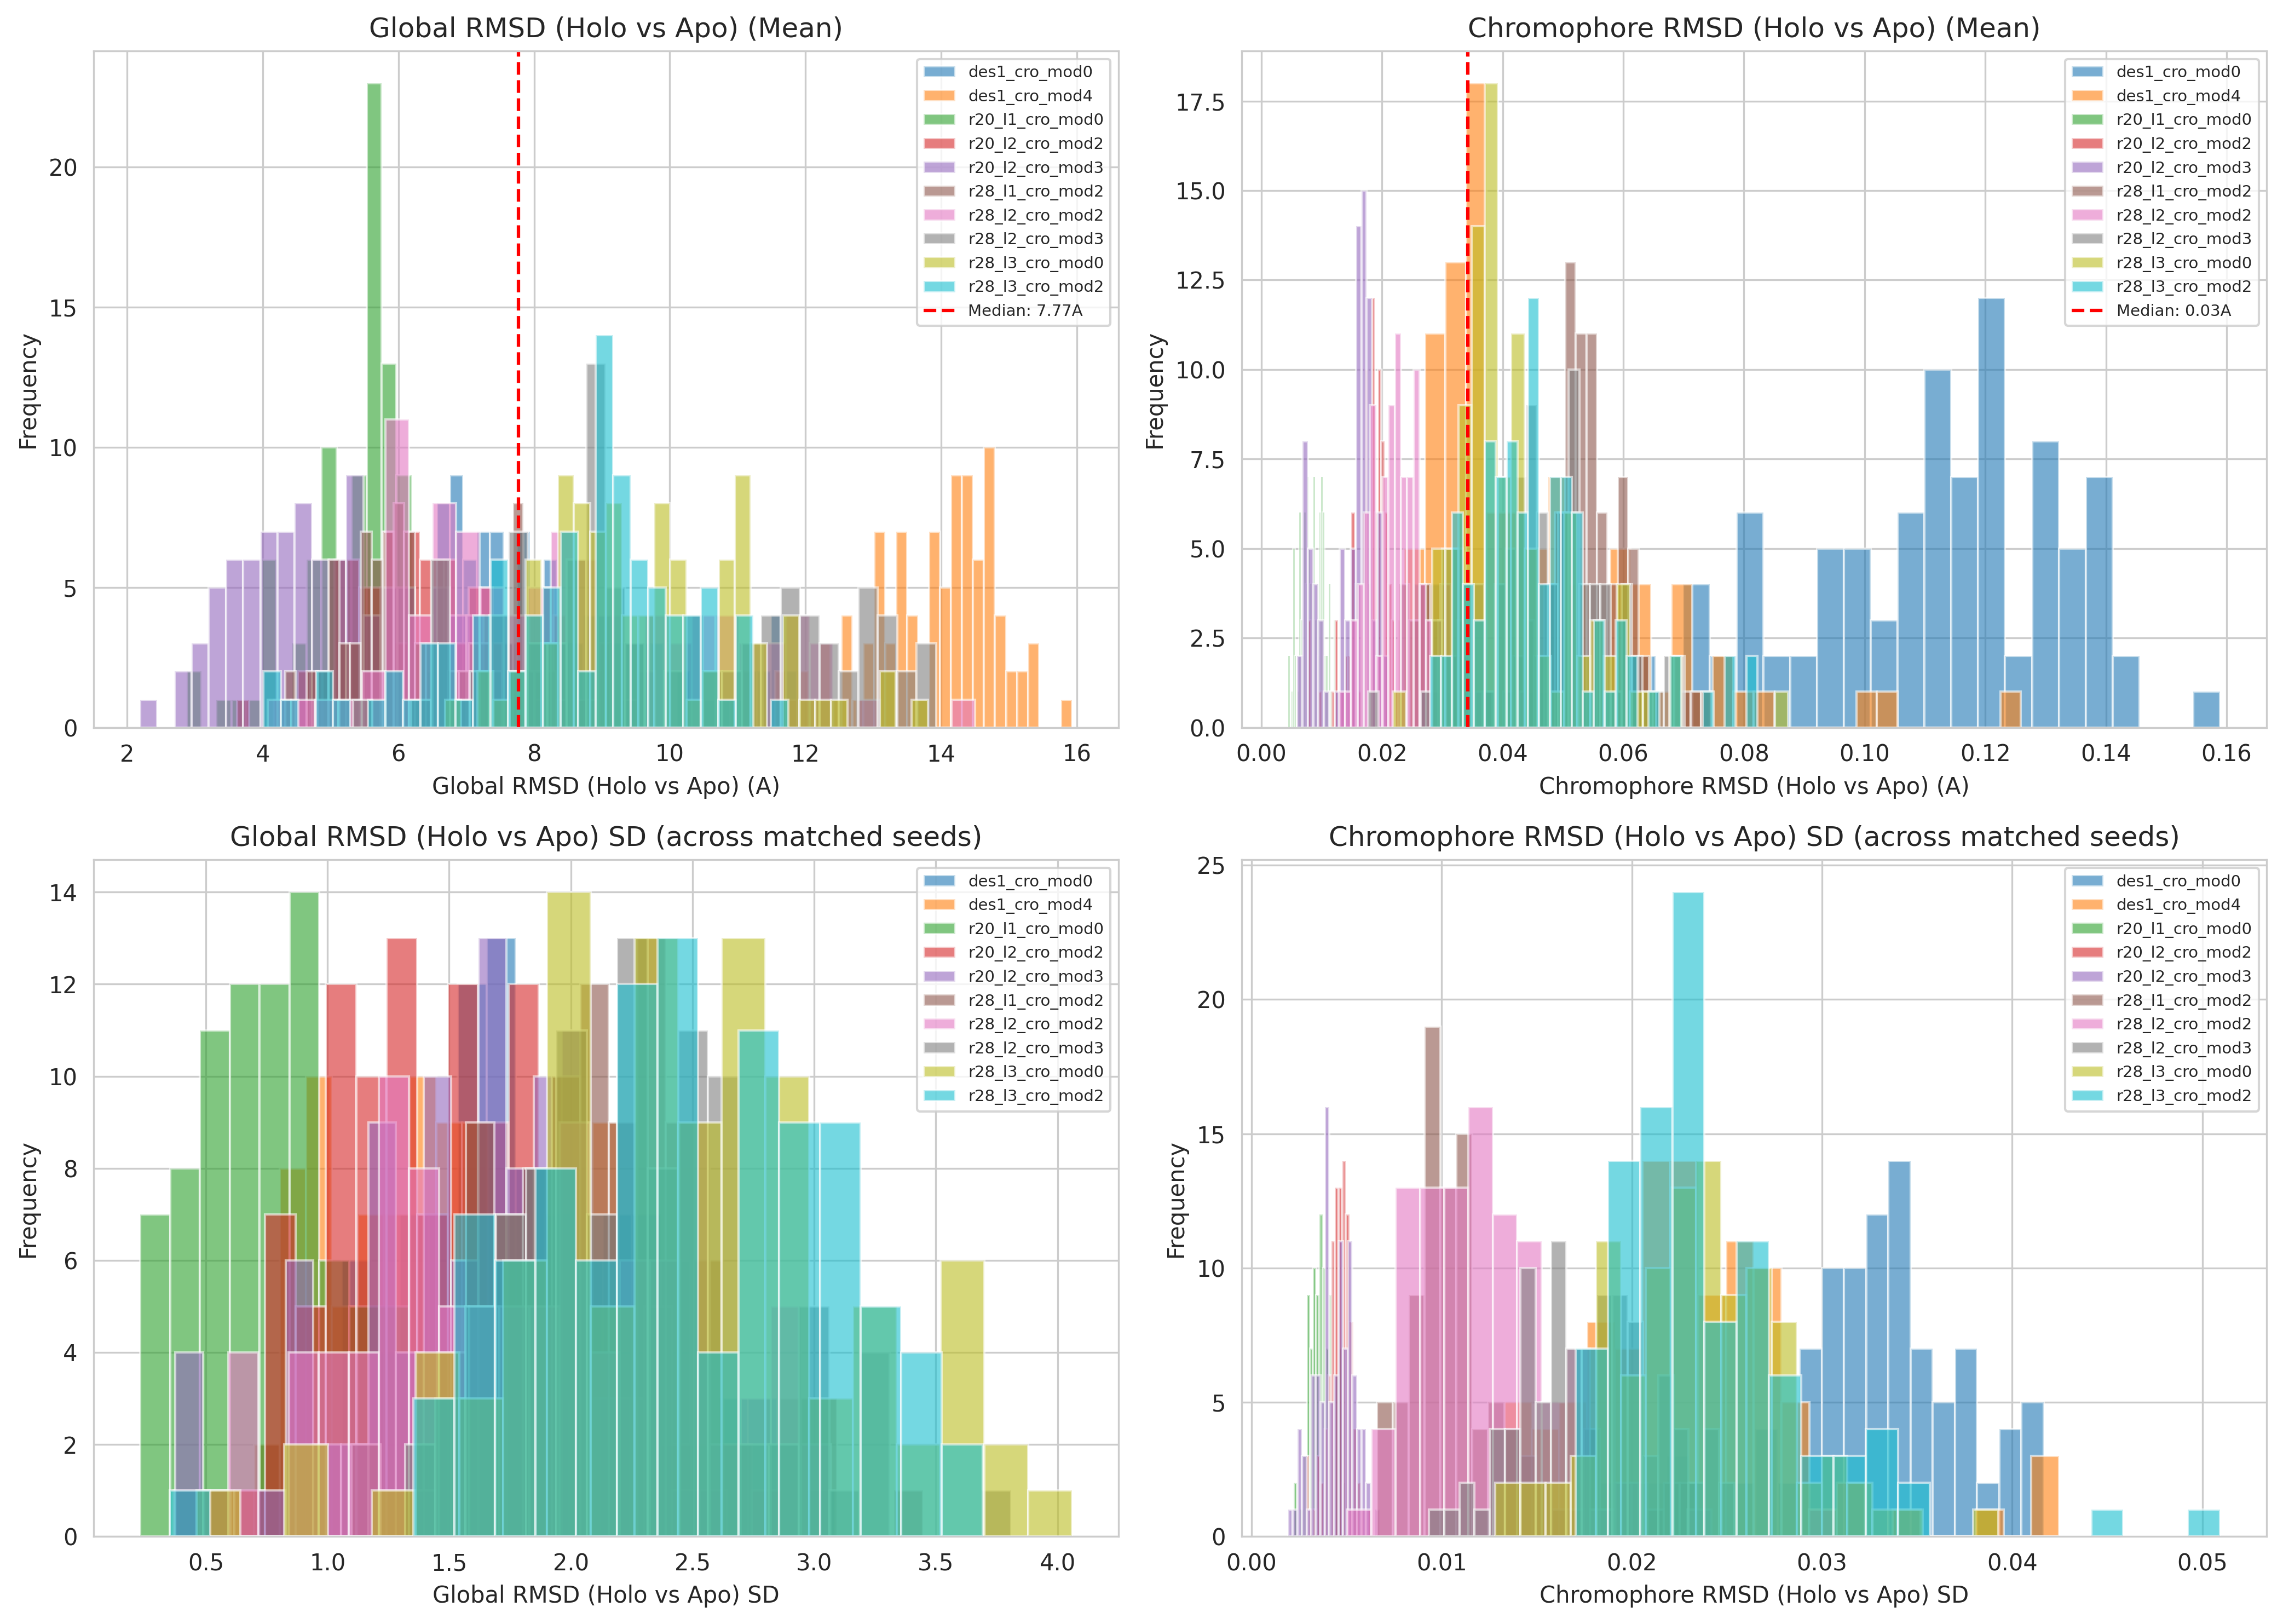 Global RMSD (Holo vs Apo) (Mean)
Frequency
20
15
10
5
0
2 4 6 8 10 12 14 16
Global RMSD (Holo vs Apo) (A)
des1_cro_mod0
des1_cro_mod4
r20_l1_cro_mod0
r20_l2_cro_mod2
r20_l2_cro_mod3
r28_l1_cro_mod2
r28_l2_cro_mod2
r28_l2_cro_mod3
r28_l3_cro_mod0
r28_l3_cro_mod2
Median: 7.77A
Chromophore RMSD (Holo vs Apo) (Mean)
Frequency
17.5
15.0
12.5
10.0
7.5
5.0
2.5
0.0
0.00 0.02 0.04 0.06 0.08 0.10 0.12 0.14 0.16
Chromophore RMSD (Holo vs Apo) (A)
des1_cro_mod0
des1_cro_mod4
r20_l1_cro_mod0
r20_l2_cro_mod2
r20_l2_cro_mod3
r28_l1_cro_mod2
r28_l2_cro_mod2
r28_l2_cro_mod3
r28_l3_cro_mod0
r28_l3_cro_mod2
Median: 0.03A
Global RMSD (Holo vs Apo) SD (across matched seeds)
Frequency
14
12
10
8
6
4
2
0
0.5 1.0 1.5 2.0 2.5 3.0 3.5 4.0
Global RMSD (Holo vs Apo) SD
des1_cro_mod0
des1_cro_mod4
r20_l1_cro_mod0
r20_l2_cro_mod2
r20_l2_cro_mod3
r28_l1_cro_mod2
r28_l2_cro_mod2
r28_l2_cro_mod3
r28_l3_cro_mod0
r28_l3_cro_mod2
Chromophore RMSD (Holo vs Apo) SD (across matched seeds)
Frequency
25
20
15
10
5
0
0.00 0.01 0.02 0.03 0.04 0.05
Chromophore RMSD (Holo vs Apo) SD
des1_cro_mod0
des1_cro_mod4
r20_l1_cro_mod0
r20_l2_cro_mod2
r20_l2_cro_mod3
r28_l1_cro_mod2
r28_l2_cro_mod2
r28_l2_cro_mod3
r28_l3_cro_mod0
r28_l3_cro_mod2